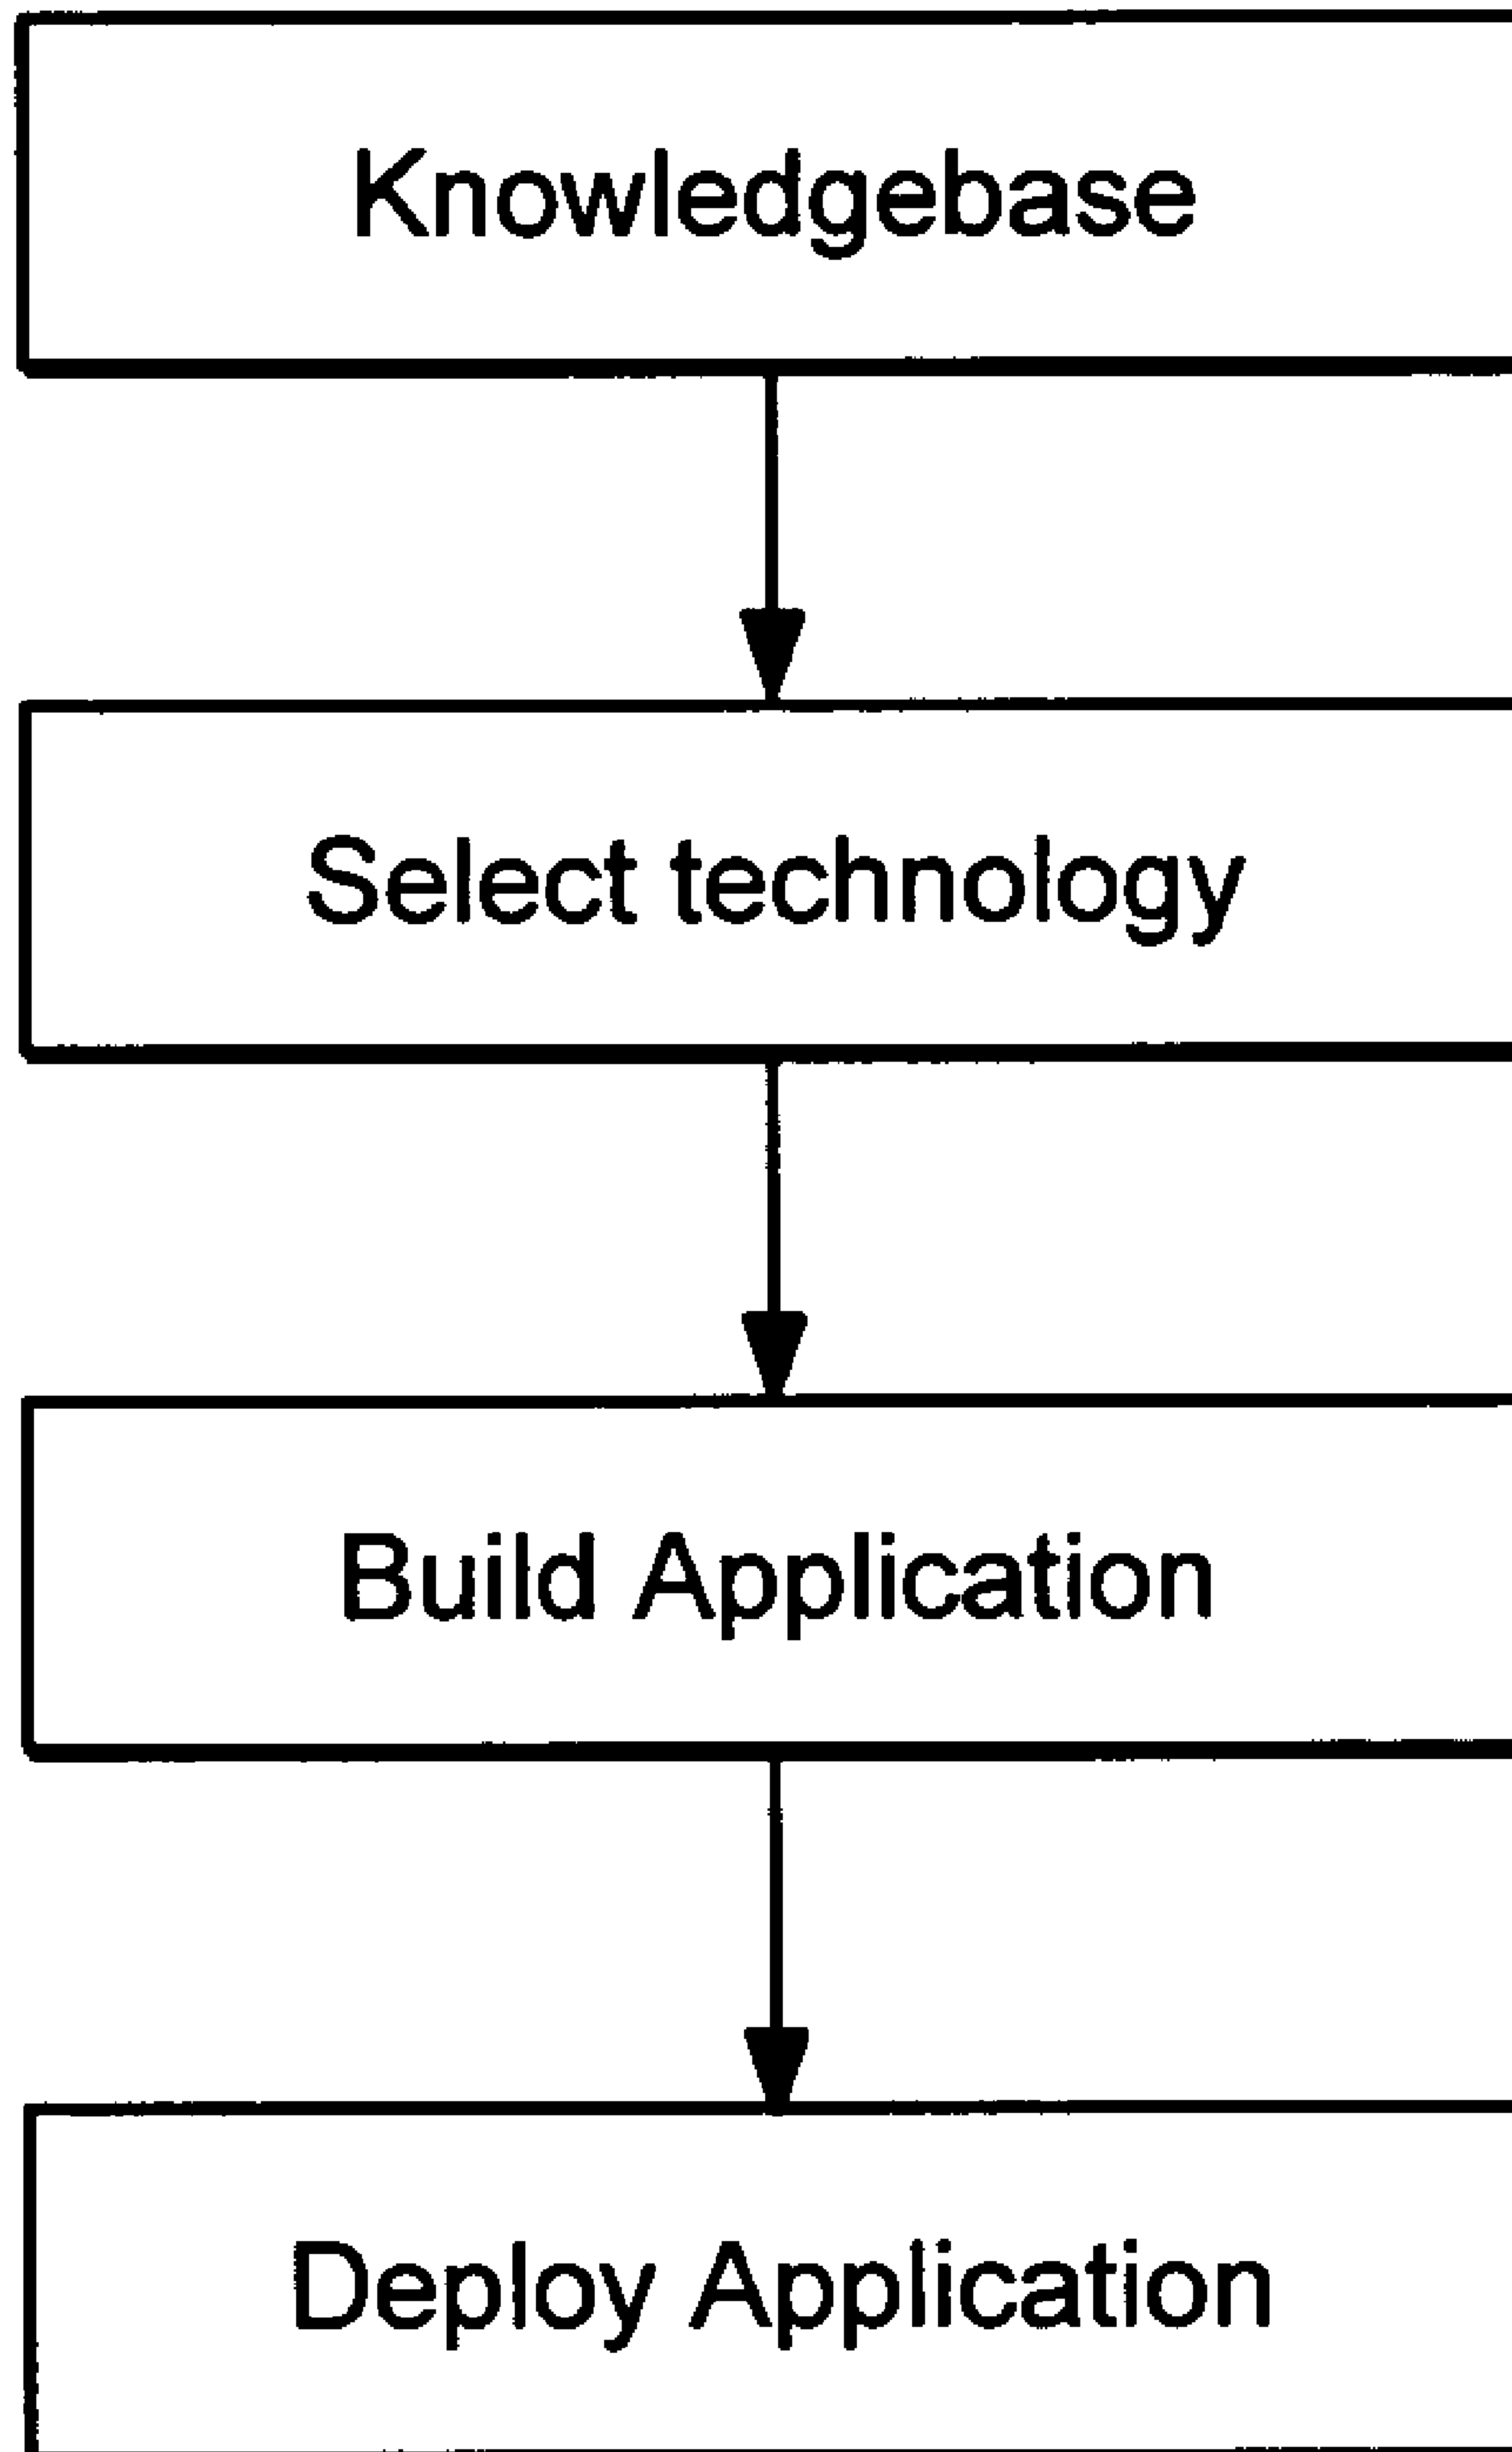 Knowledgebase
Select technology
Build Application
Deploy Application